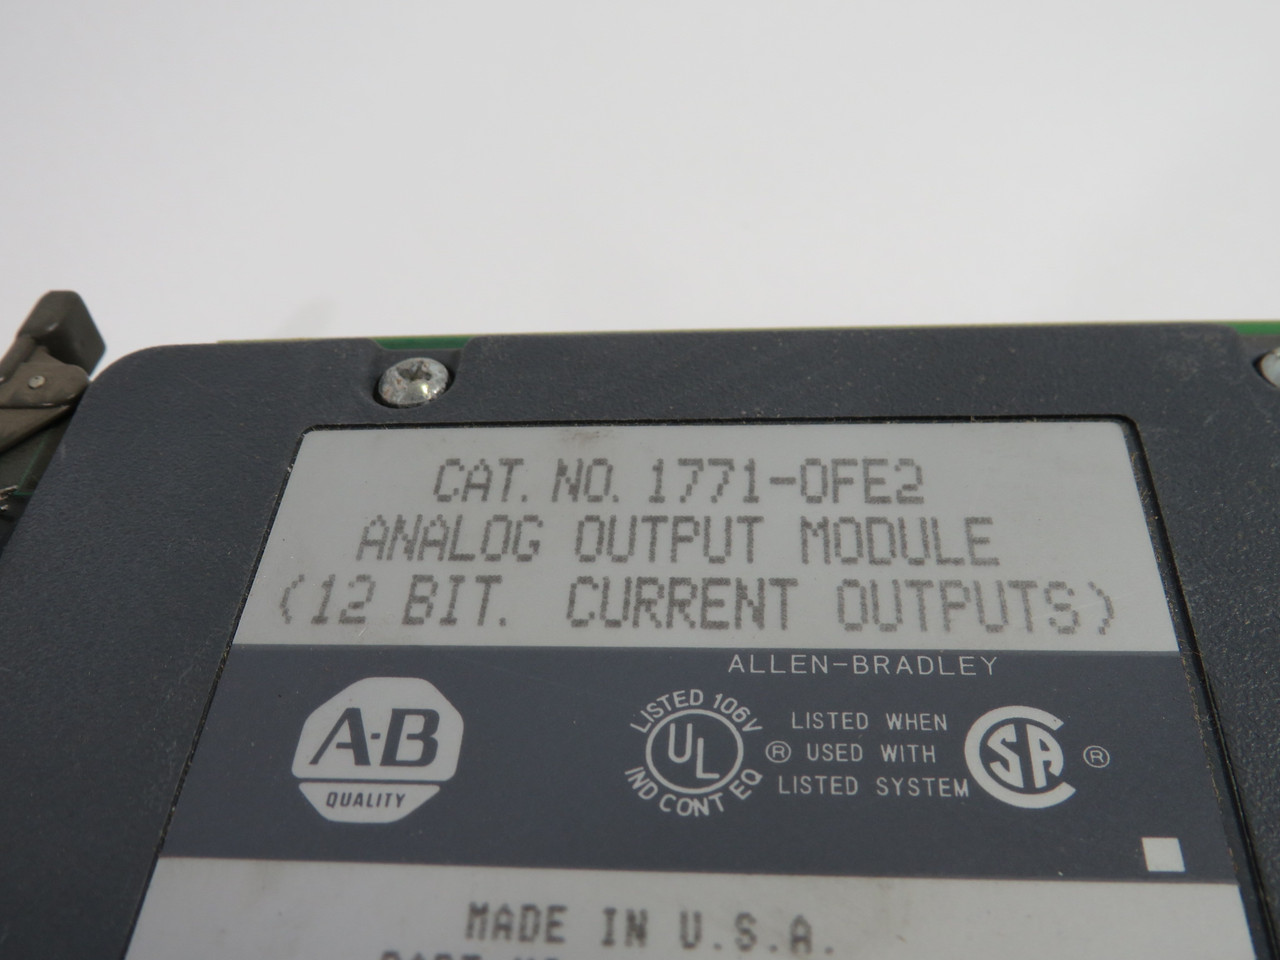 CAT. NO. 1771-OFE2
ANALOG OUTPUT MODULE
(12 BIT. CURRENT OUTPUTS)
ALLEN-BRADLEY
A-B
QUALITY
LISTED 106V
UL
IND CONT EQ
®
LISTED WHEN
USED WITH
LISTED SYSTEM
SA
®
MADE IN U.S.A.